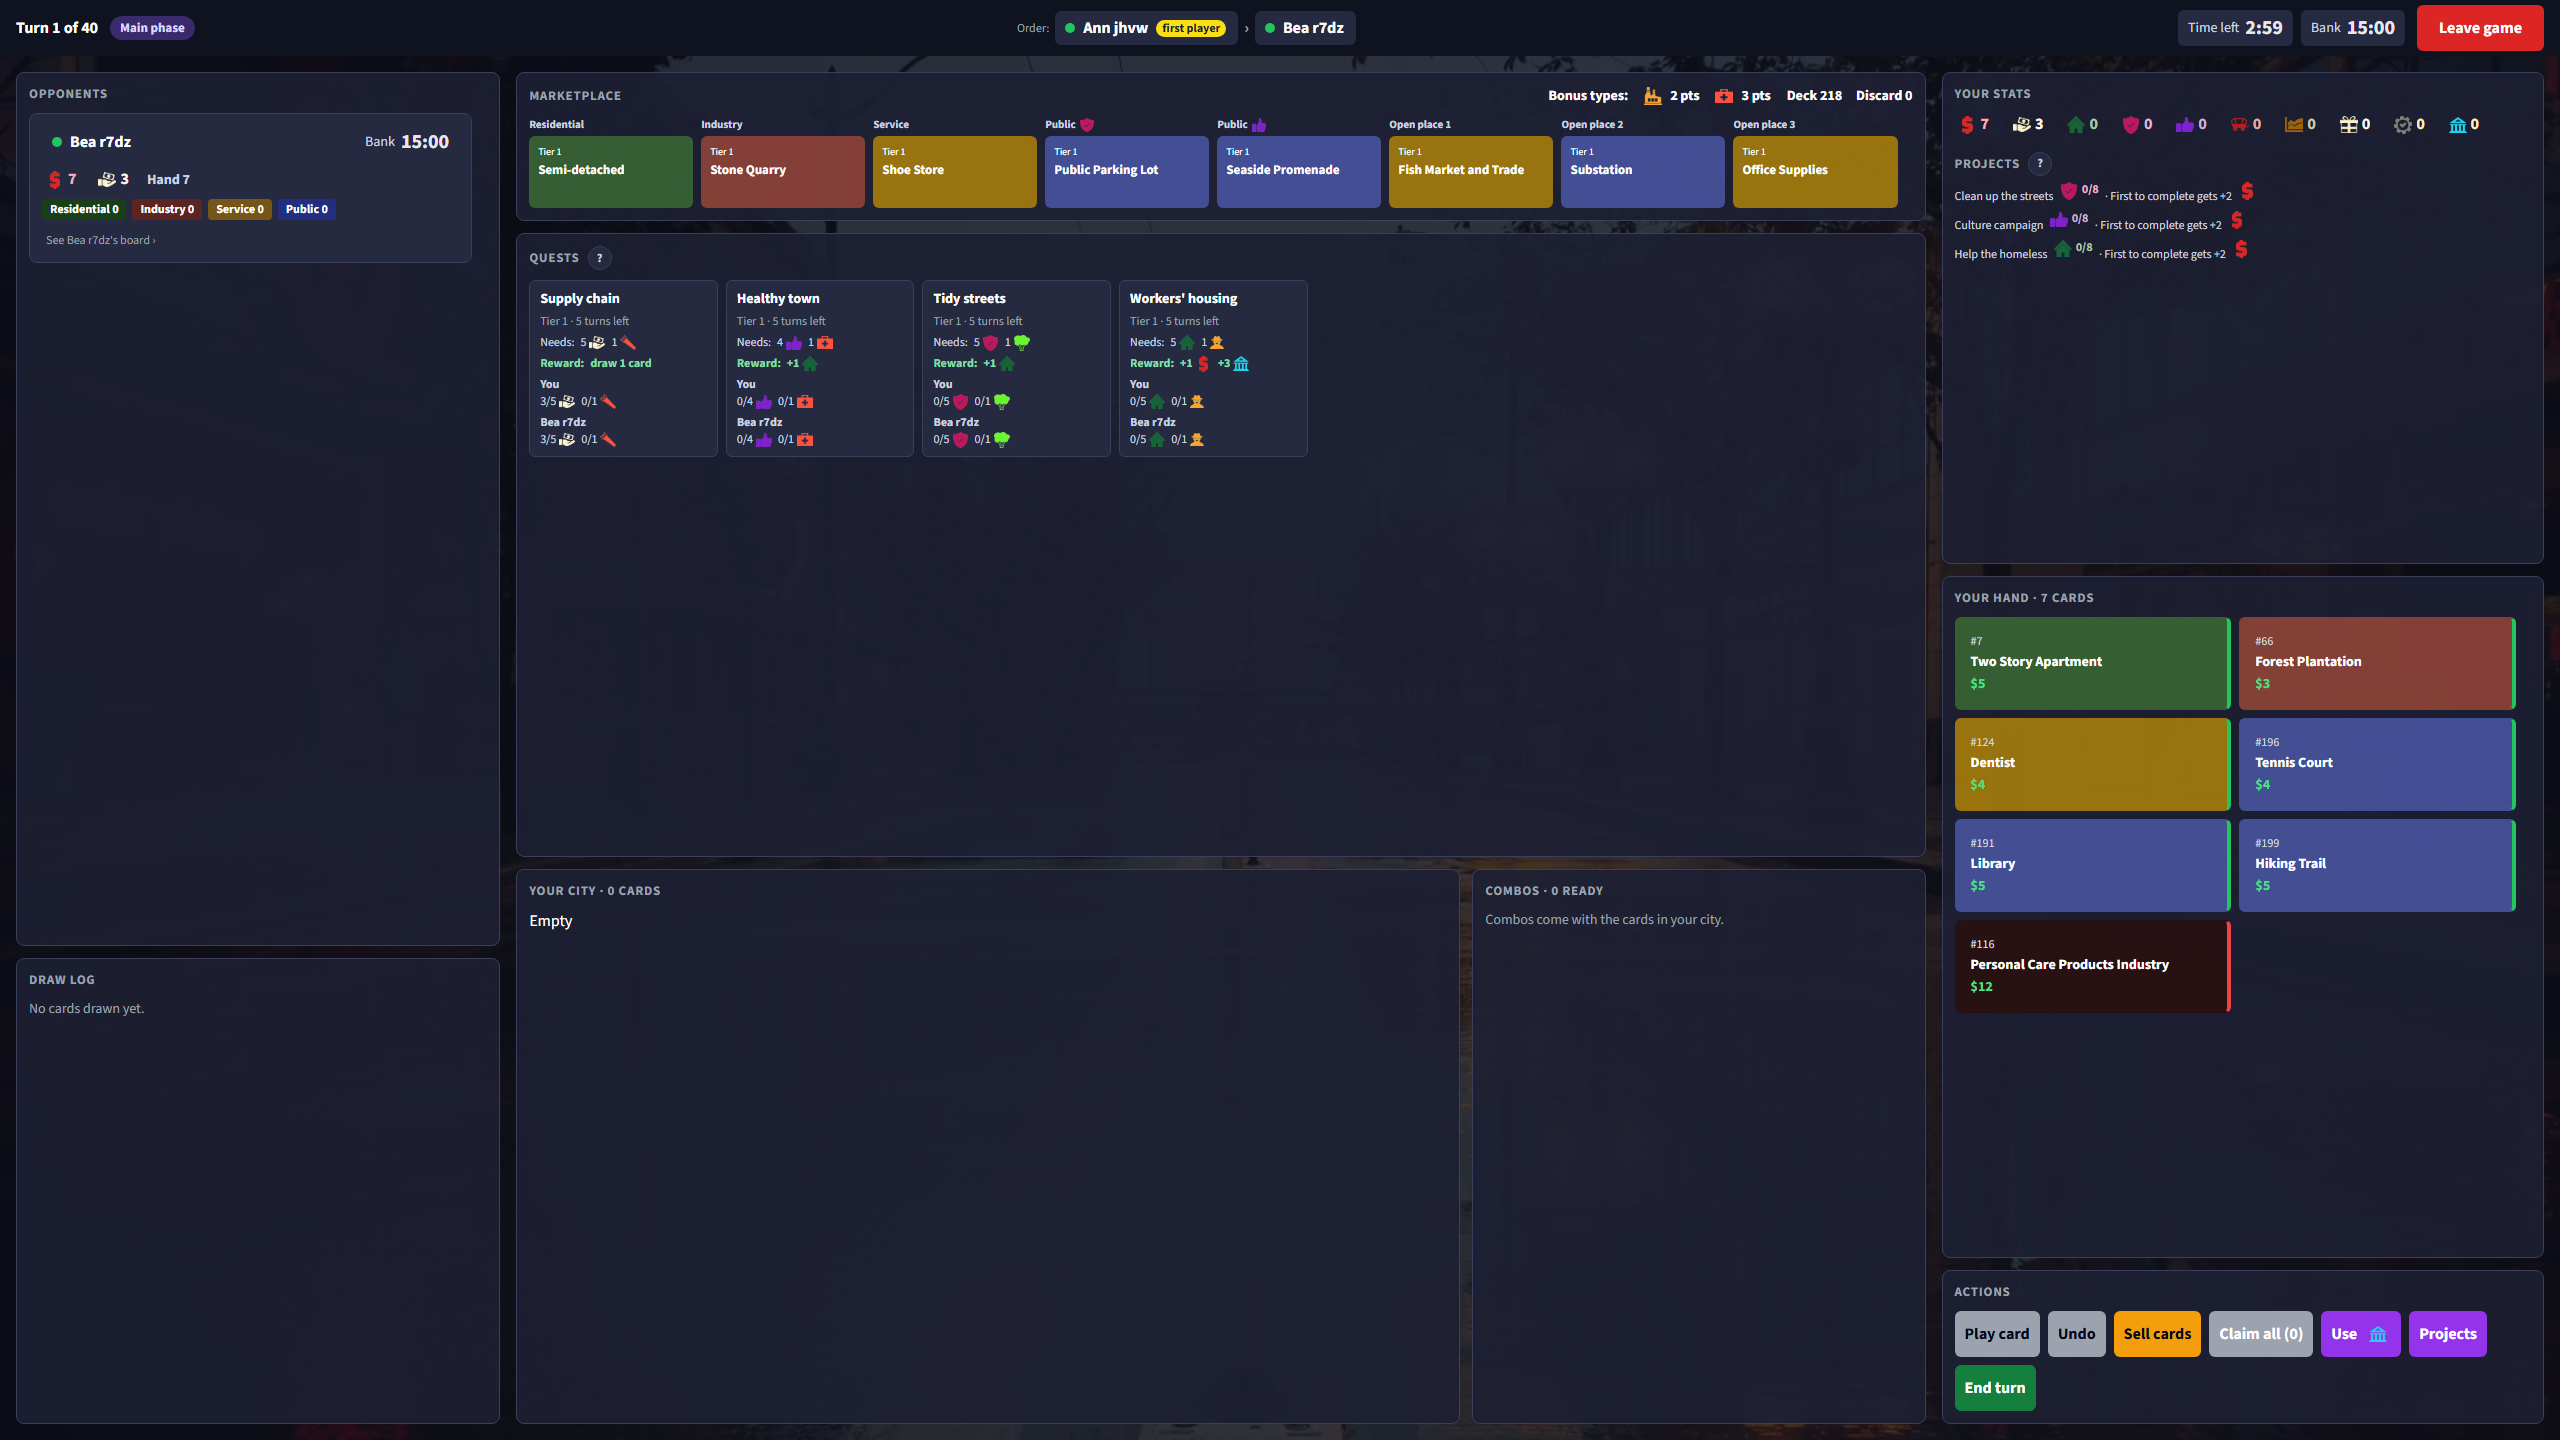 Turn 1 of 40 Main phase
Order: Ann jhvw first player › Bea r7dz
Time left 2:59 Bank 15:00 Leave game
OPPONENTS
Bea r7dz Bank 15:00
7 3 Hand 7
Residential 0 Industry 0 Service 0 Public 0
See Bea r7dz's board ›
DRAW LOG
No cards drawn yet.
MARKETPLACE Bonus types: 2 pts 3 pts Deck 218 Discard 0
Residential Industry Service Public Public Open place 1 Open place 2 Open place 3
Tier 1 Tier 1 Tier 1 Tier 1 Tier 1 Tier 1 Tier 1 Tier 1
Semi-detached Stone Quarry Shoe Store Public Parking Lot Seaside Promenade Fish Market and Trade Substation Office Supplies
QUESTS ?
Supply chain
Tier 1 · 5 turns left
Needs: 5 1
Reward: draw 1 card
You
3/5 0/1
Bea r7dz
3/5 0/1
Healthy town
Tier 1 · 5 turns left
Needs: 4 1
Reward: +1
You
0/4 0/1
Bea r7dz
0/4 0/1
Tidy streets
Tier 1 · 5 turns left
Needs: 5 1
Reward: +1
You
0/5 0/1
Bea r7dz
0/5 0/1
Workers' housing
Tier 1 · 5 turns left
Needs: 5 1
Reward: +1 +3
You
0/5 0/1
Bea r7dz
0/5 0/1
YOUR CITY · 0 CARDS
Empty
COMBOS · 0 READY
Combos come with the cards in your city.
YOUR STATS
7 3 0 0 0 0 0 0 0 0
PROJECTS ?
Clean up the streets 0/8 · First to complete gets +2
Culture campaign 0/8 · First to complete gets +2
Help the homeless 0/8 · First to complete gets +2
YOUR HAND · 7 CARDS
#7
Two Story Apartment
$5
#66
Forest Plantation
$3
#124
Dentist
$4
#196
Tennis Court
$4
#191
Library
$5
#199
Hiking Trail
$5
#116
Personal Care Products Industry
$12
ACTIONS
Play card Undo Sell cards Claim all (0) Use Projects
End turn